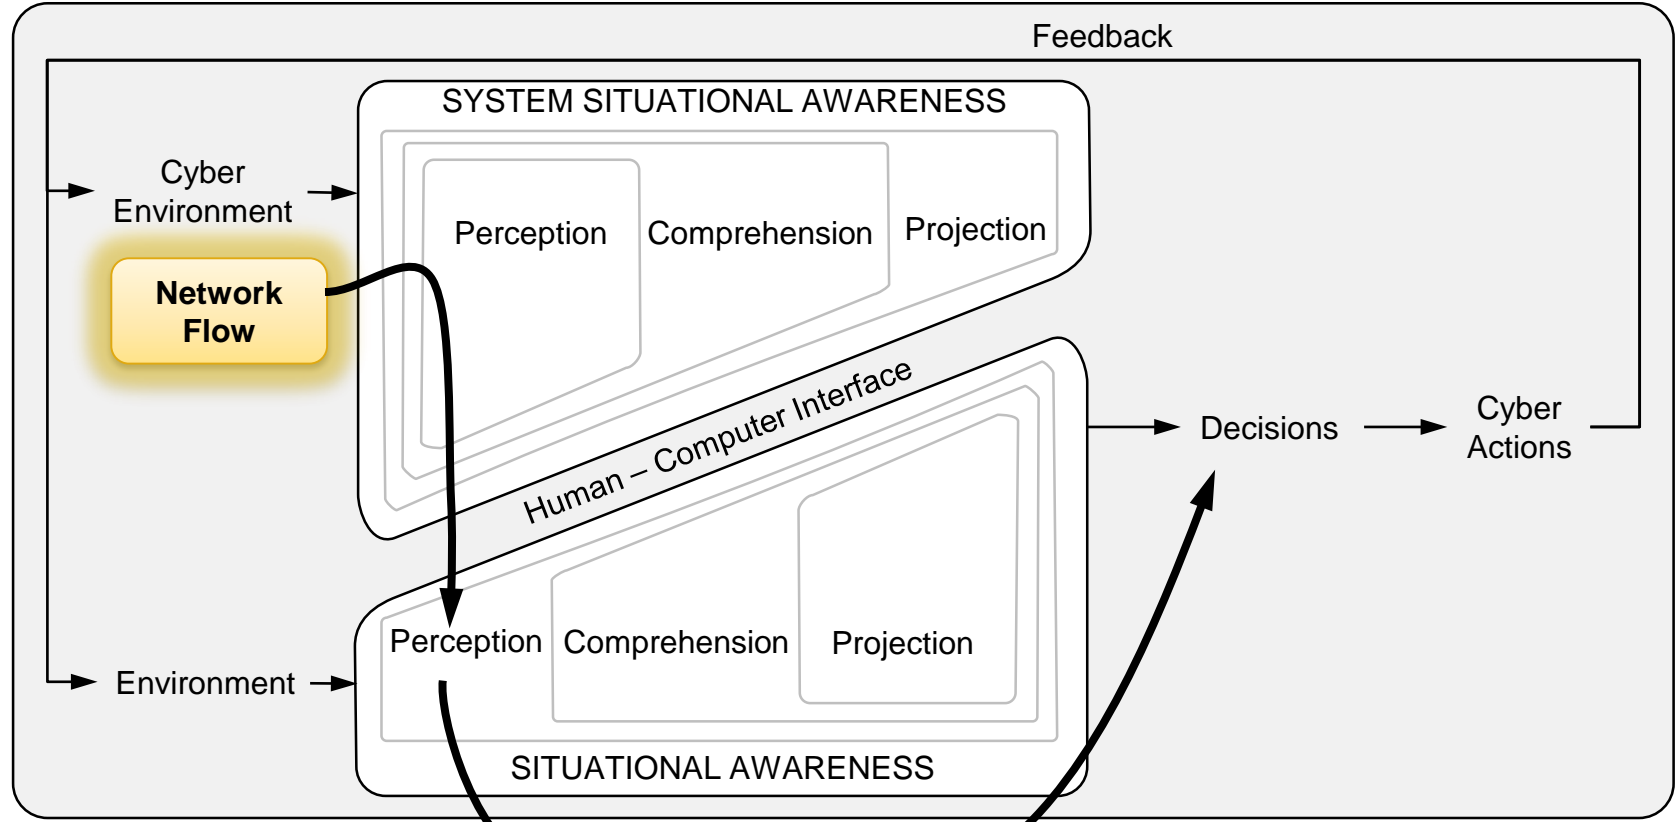 Feedback
SYSTEM SITUATIONAL AWARENESS
Cyber
Environment
Perception
Comprehension
Projection
Network
Flow
Human – Computer Interface
Decisions
Cyber
Actions
Perception
Comprehension
Projection
Environment
SITUATIONAL AWARENESS